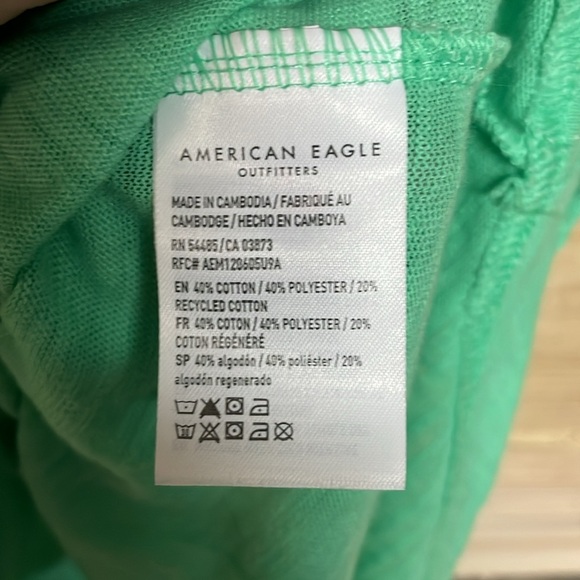 AMERICAN EAGLE
OUTFITTERS
MADE IN CAMBODIA / FABRIQUÉ AU
CAMBODGE / HECHO EN CAMBOYA
RN 54485 / CA 03873
RFC# AEM120605U9A
EN 40% COTTON / 40% POLYESTER / 20%
RECYCLED COTTON
FR 40% COTON / 40% POLYESTER / 20%
COTON RÉGÉNÉRÉ
SP 40% algodón / 40% poliéster / 20%
algodón regenerado